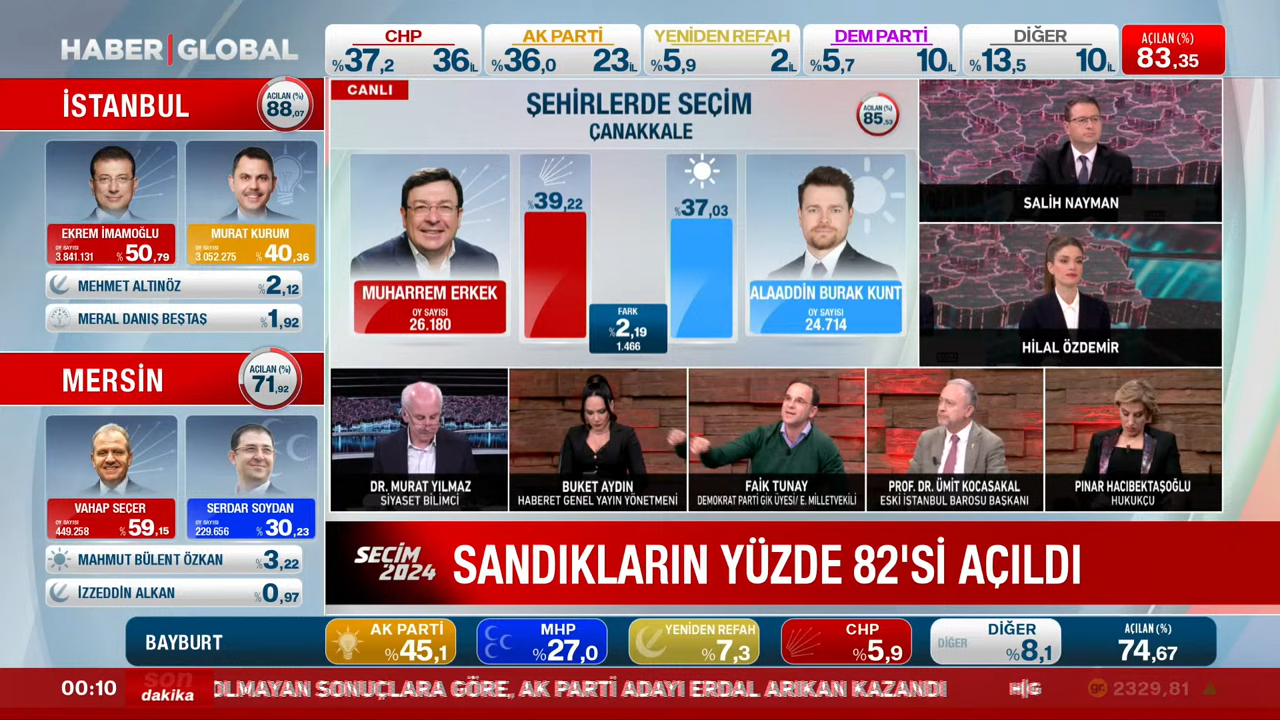 HABER GLOBAL
CHP
%37,2 36İL
AK PARTİ
%36,0 23İL
YENİDEN REFAH
%5,9 2İL
DEM PARTİ
%5,7 10İL
DİĞER
%13,5 10İL
AÇILAN (%)
83,35
İSTANBUL
AÇILAN (%)
88,07
EKREM İMAMOĞLU
OY SAYISI
3.841.131 %50,79
MURAT KURUM
OY SAYISI
3.052.275 %40,36
MEHMET ALTINÖZ %2,12
MERAL DANIŞ BEŞTAŞ %1,92
MERSİN
AÇILAN (%)
71,92
VAHAP SEÇER
OY SAYISI
449.258 %59,15
SERDAR SOYDAN
OY SAYISI
229.656 %30,23
MAHMUT BÜLENT ÖZKAN %3,22
İZZEDDİN ALKAN %0,97
CANLI
ŞEHİRLERDE SEÇİM
ÇANAKKALE
AÇILAN (%)
85,53
%39,22
%37,03
MUHARREM ERKEK
OY SAYISI
26.180
FARK
%2,19
1.466
ALAADDİN BURAK KUNT
OY SAYISI
24.714
SALİH NAYMAN
HİLAL ÖZDEMİR
DR. MURAT YILMAZ
SİYASET BİLİMCİ
BUKET AYDIN
HABERET GENEL YAYIN YÖNETMENİ
FAİK TUNAY
DEMOKRAT PARTİ GİK ÜYESİ/ E. MİLLETVEKİLİ
PROF. DR. ÜMİT KOCASAKAL
ESKİ İSTANBUL BAROSU BAŞKANI
PINAR HACIBEKTAŞOĞLU
HUKUKÇU
SEÇİM
2024
SANDIKLARIN YÜZDE 82'Sİ AÇILDI
BAYBURT
AK PARTİ
%45,1
MHP
%27,0
YENİDEN REFAH
%7,3
CHP
%5,9
DİĞER
DİĞER
%8,1
AÇILAN (%)
74,67
00:10
son
dakika
OLMAYAN SONUÇLARA GÖRE, AK PARTİ ADAYI ERDAL ARIKAN KAZANDI
gr 2329,81